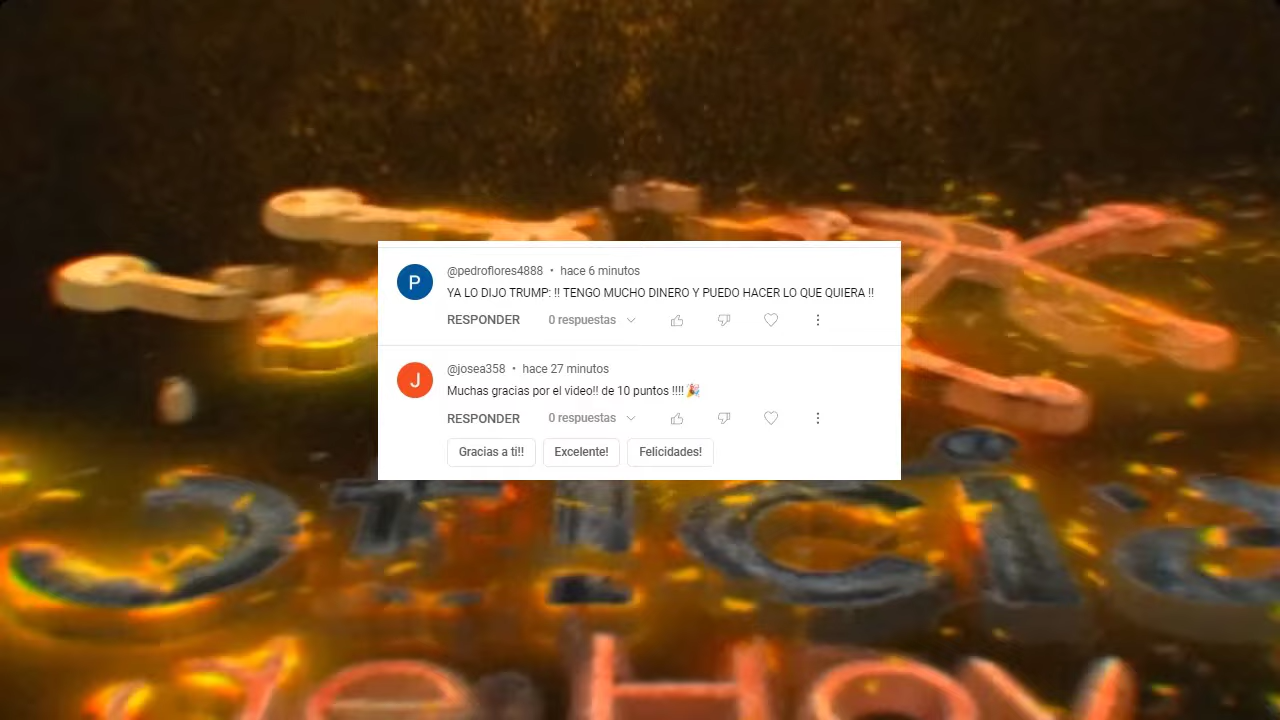 @pedroflores4888 • hace 6 minutos
YA LO DIJO TRUMP: !! TENGO MUCHO DINERO Y PUEDO HACER LO QUE QUIERA !!
RESPONDER 0 respuestas
@josea358 • hace 27 minutos
Muchas gracias por el video!! de 10 puntos !!!!🎉
RESPONDER 0 respuestas
Gracias a ti!! Excelente! Felicidades!
P
J